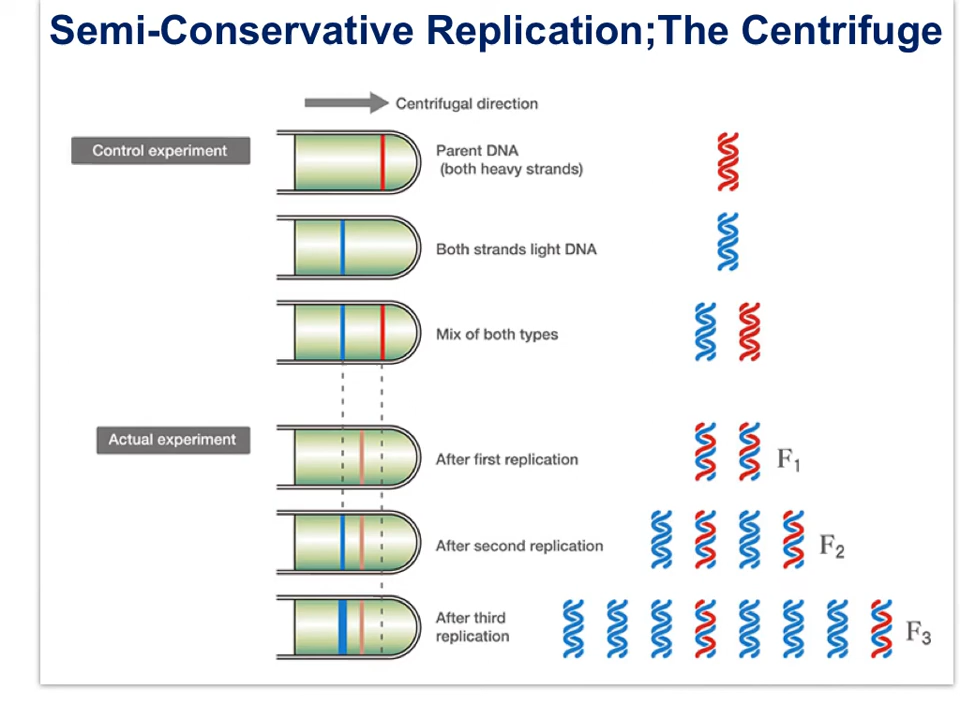 Semi-Conservative Replication;The Centrifuge
Centrifugal direction
Control experiment
Parent DNA
(both heavy strands)
Both strands light DNA
Mix of both types
Actual experiment
After first replication
F₁
After second replication
F₂
After third
replication
F₃